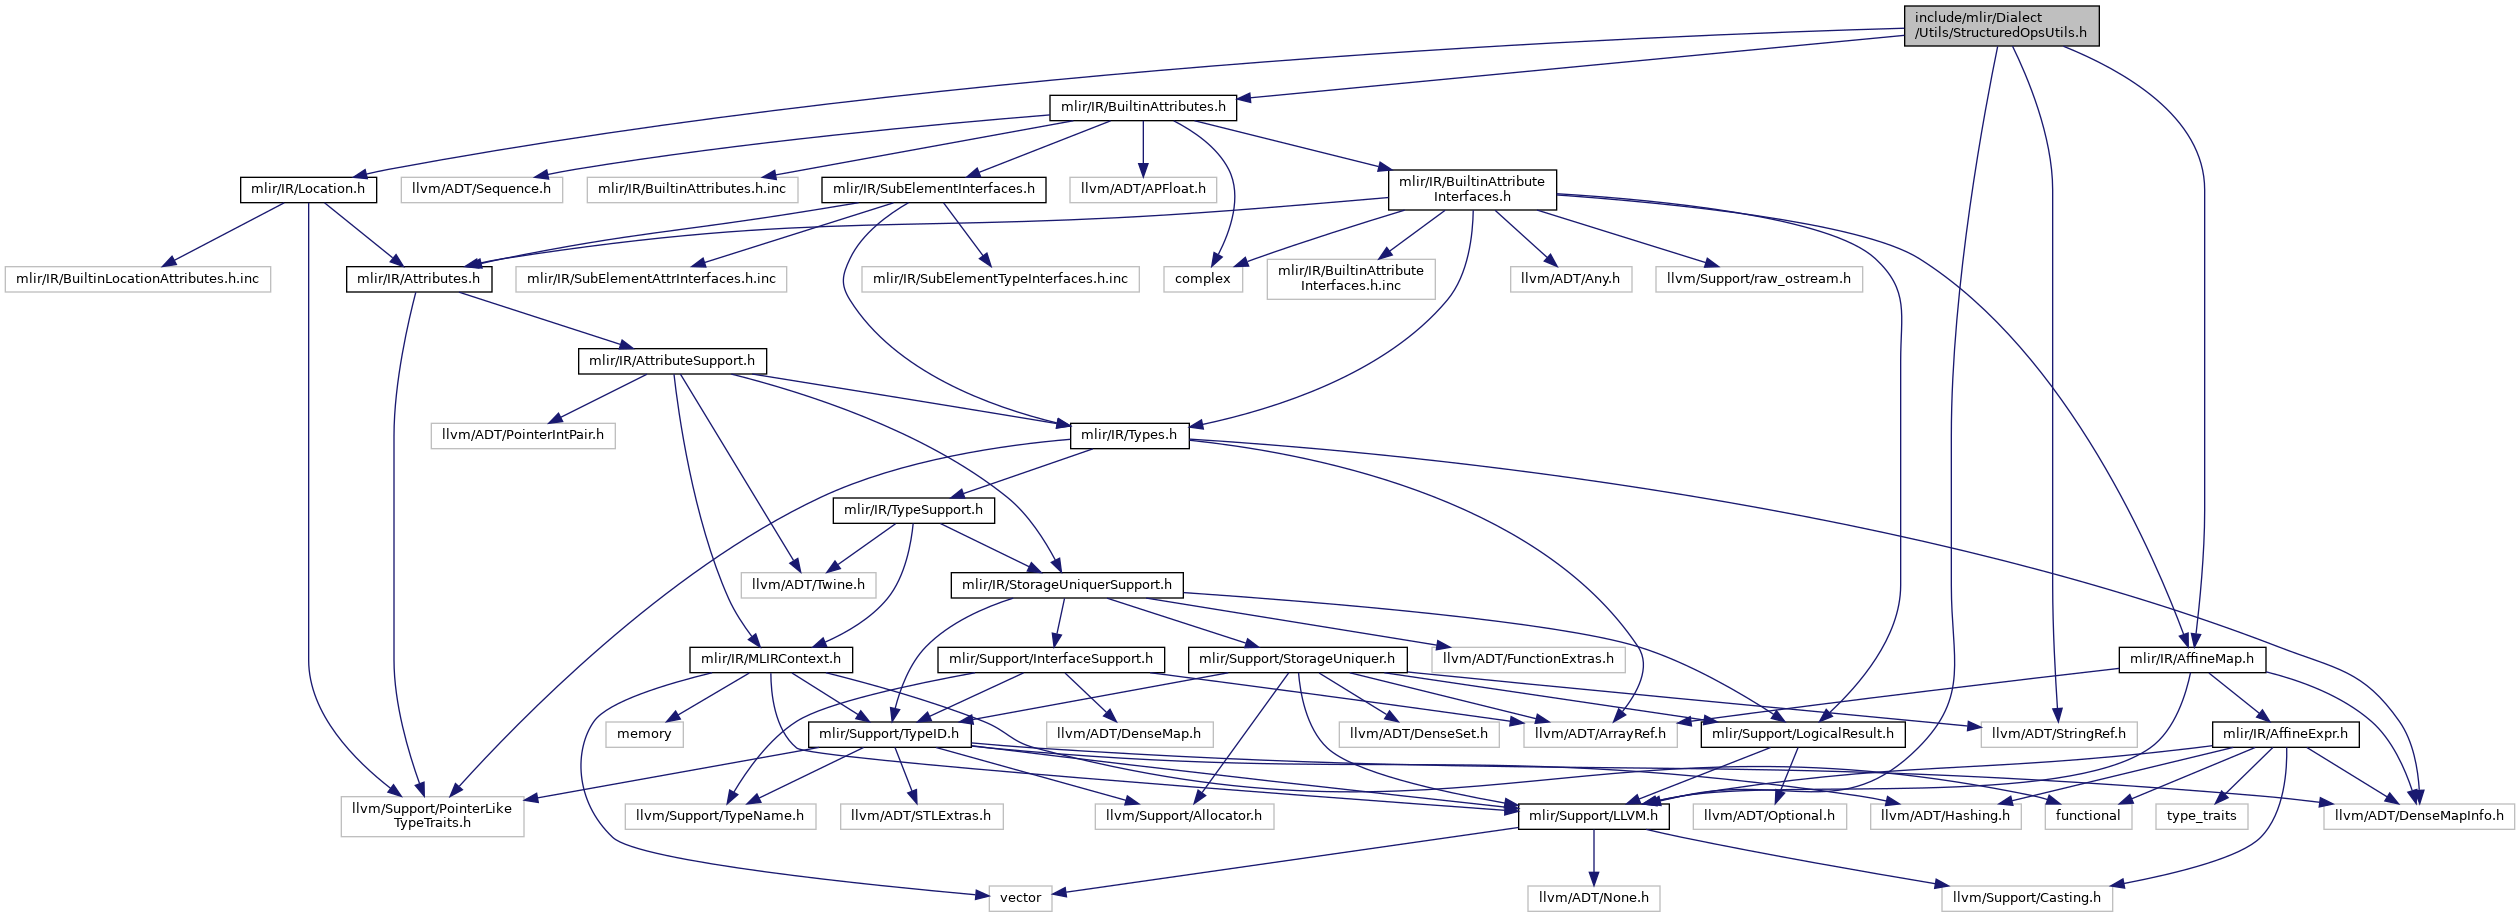 include/mlir/Dialect
/Utils/StructuredOpsUtils.h
mlir/IR/BuiltinAttributes.h
mlir/IR/Location.h
llvm/ADT/Sequence.h
mlir/IR/BuiltinAttributes.h.inc
mlir/IR/SubElementInterfaces.h
llvm/ADT/APFloat.h
mlir/IR/BuiltinAttribute
Interfaces.h
mlir/IR/BuiltinLocationAttributes.h.inc
mlir/IR/Attributes.h
mlir/IR/SubElementAttrInterfaces.h.inc
mlir/IR/SubElementTypeInterfaces.h.inc
complex
mlir/IR/BuiltinAttribute
Interfaces.h.inc
llvm/ADT/Any.h
llvm/Support/raw_ostream.h
mlir/IR/AttributeSupport.h
llvm/ADT/PointerIntPair.h
mlir/IR/Types.h
mlir/IR/TypeSupport.h
llvm/ADT/Twine.h
mlir/IR/StorageUniquerSupport.h
mlir/IR/MLIRContext.h
mlir/Support/InterfaceSupport.h
mlir/Support/StorageUniquer.h
llvm/ADT/FunctionExtras.h
mlir/IR/AffineMap.h
memory
mlir/Support/TypeID.h
llvm/ADT/DenseMap.h
llvm/ADT/DenseSet.h
llvm/ADT/ArrayRef.h
mlir/Support/LogicalResult.h
llvm/ADT/StringRef.h
mlir/IR/AffineExpr.h
llvm/Support/PointerLike
TypeTraits.h
llvm/Support/TypeName.h
llvm/ADT/STLExtras.h
llvm/Support/Allocator.h
mlir/Support/LLVM.h
llvm/ADT/Optional.h
llvm/ADT/Hashing.h
functional
type_traits
llvm/ADT/DenseMapInfo.h
vector
llvm/ADT/None.h
llvm/Support/Casting.h